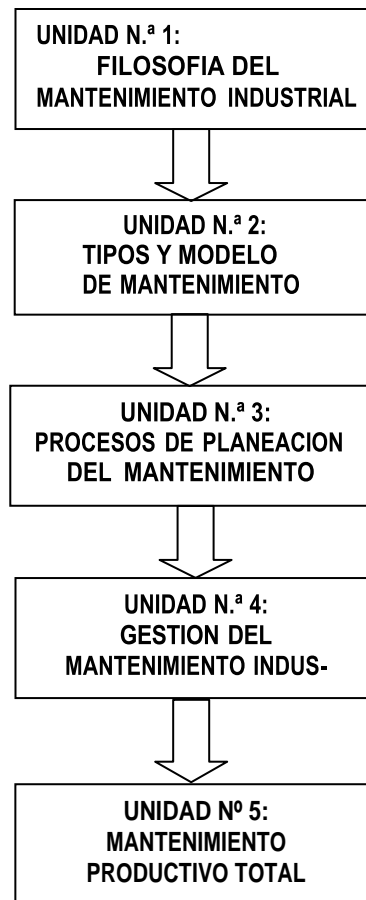 UNIDAD N.ª 1:
FILOSOFIA DEL
MANTENIMIENTO INDUSTRIAL
UNIDAD N.ª 2:
TIPOS Y MODELO
DE MANTENIMIENTO
UNIDAD N.ª 3:
PROCESOS DE PLANEACION
DEL MANTENIMIENTO
UNIDAD N.ª 4:
GESTION DEL
MANTENIMIENTO INDUS-
UNIDAD Nº 5:
MANTENIMIENTO
PRODUCTIVO TOTAL